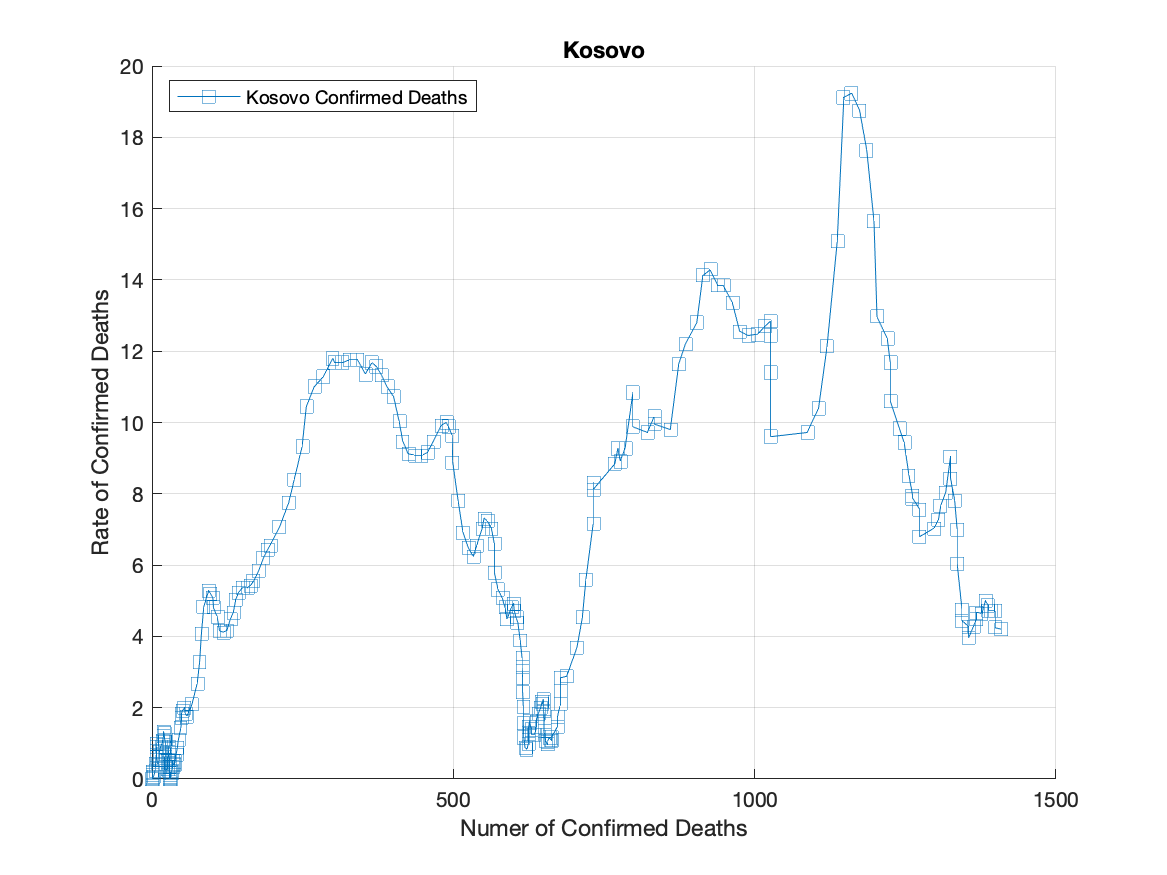 Kosovo
Kosovo Confirmed Deaths
Rate of Confirmed Deaths
20
18
16
14
12
10
8
6
4
2
0
0 500 1000 1500
Numer of Confirmed Deaths